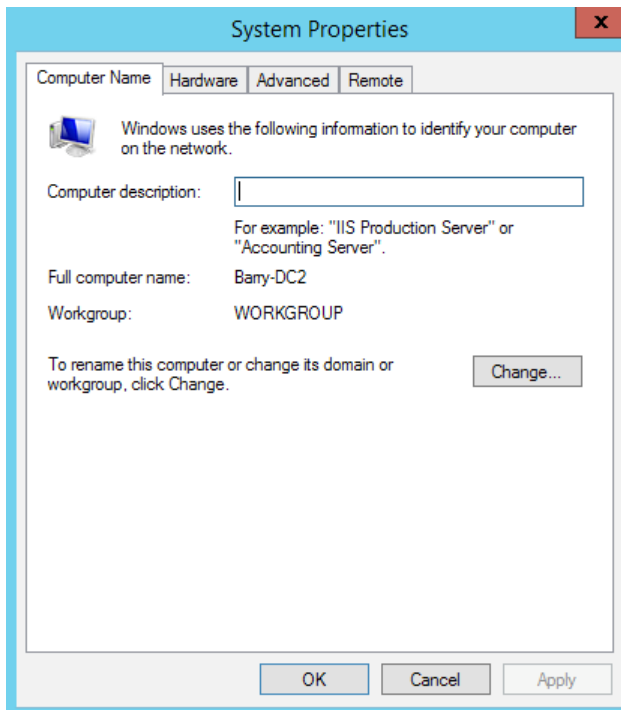 System Properties
x
Computer Name Hardware Advanced Remote
Windows uses the following information to identify your computer
on the network.
Computer description:
For example: "IIS Production Server" or
"Accounting Server".
Full computer name: Barry-DC2
Workgroup: WORKGROUP
To rename this computer or change its domain or
workgroup, click Change.
Change...
OK Cancel Apply